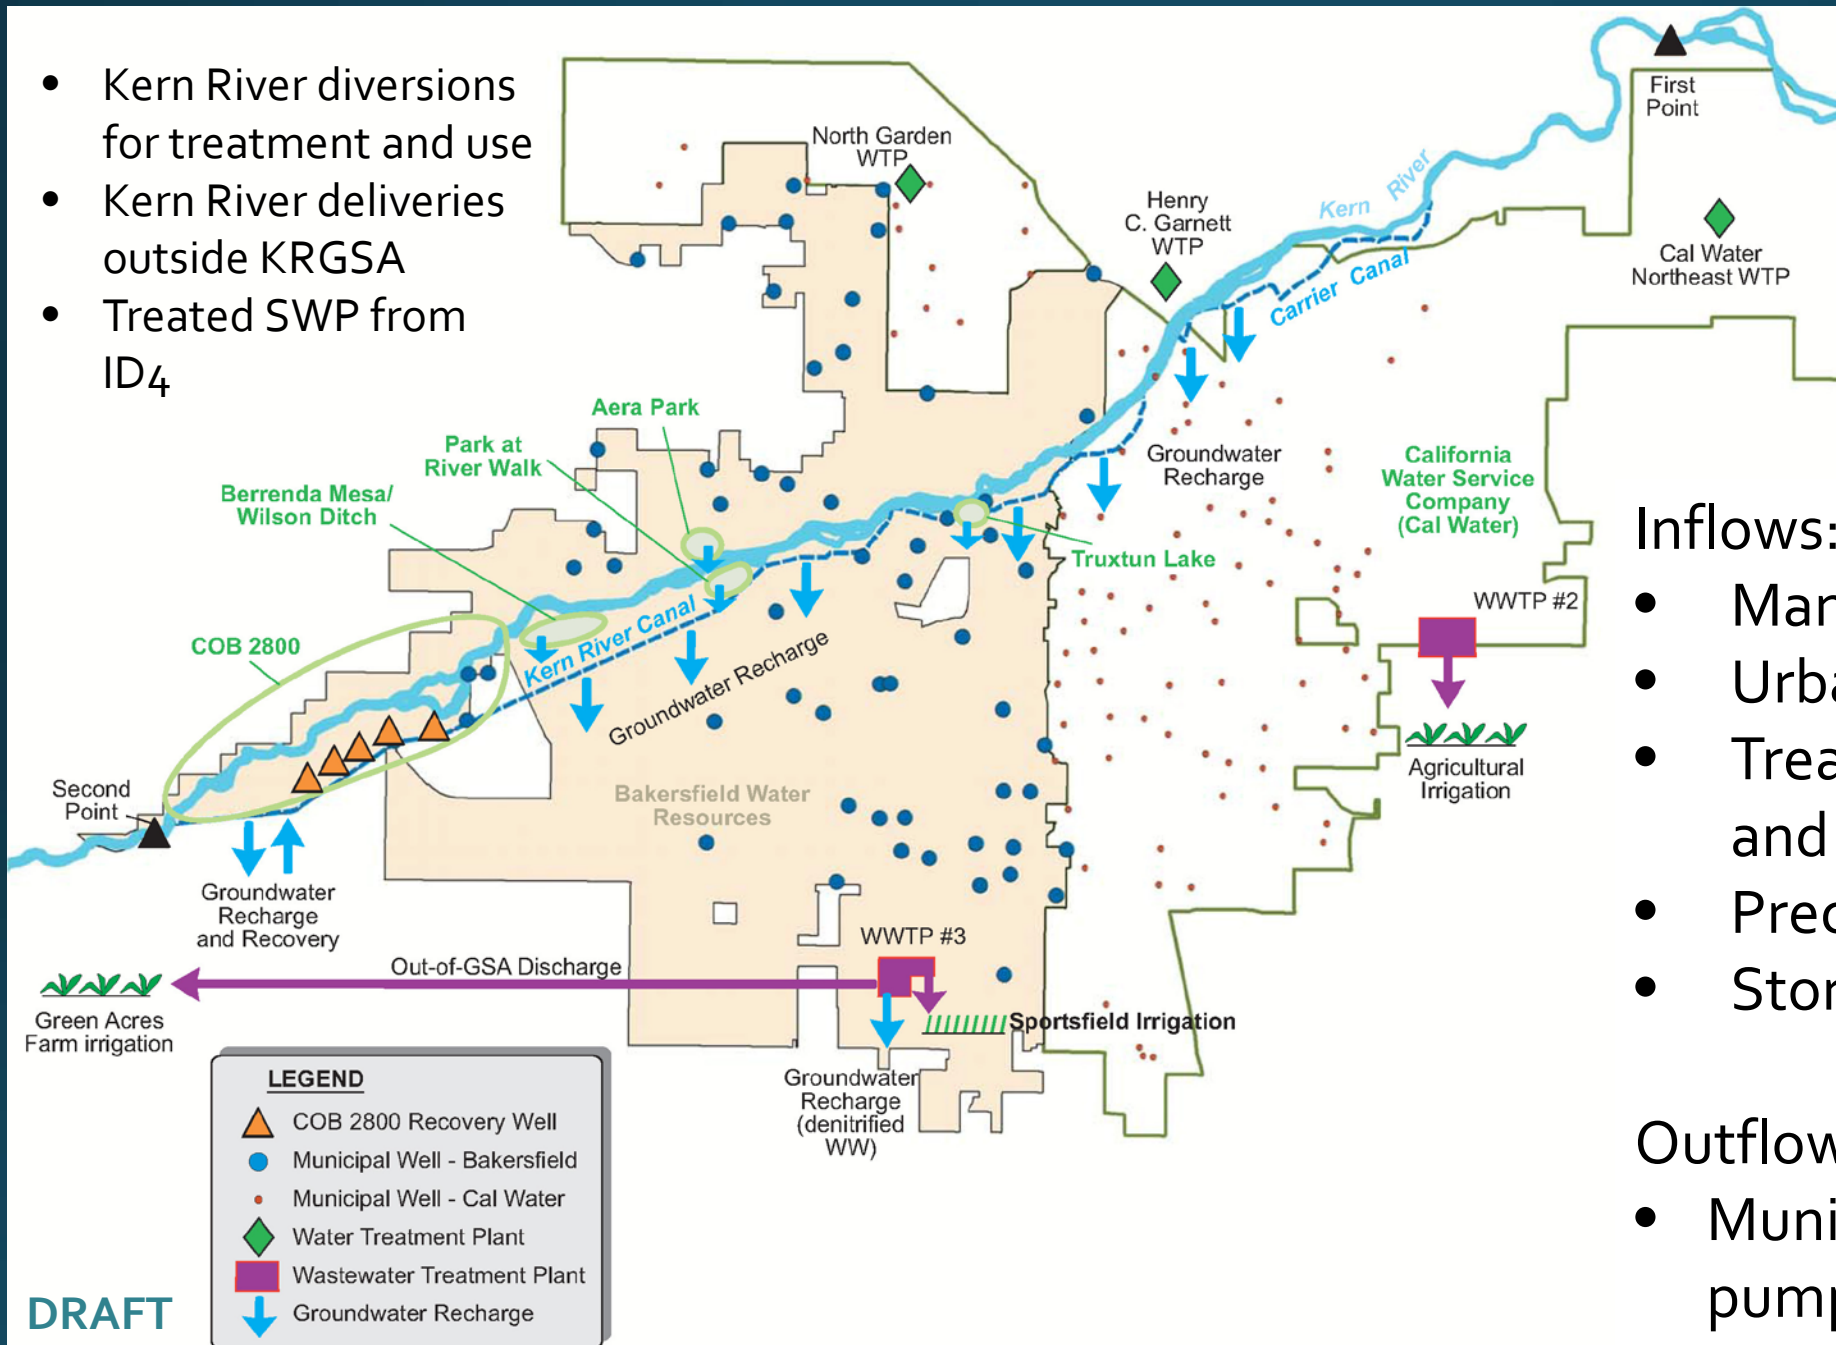 • Kern River diversions
for treatment and use
• Kern River deliveries
outside KRGSA
• Treated SWP from
ID4
First
Point
North Garden
WTP
Henry
C. Garnett
WTP
Kern River
Carrier Canal
Cal Water
Northeast WTP
Aera Park
Park at
River Walk
Berrenda Mesa/
Wilson Ditch
Groundwater
Recharge
California
Water Service
Company
(Cal Water)
Truxtun Lake
WWTP #2
COB 2800
Kern River Canal
Groundwater Recharge
Agricultural
Irrigation
Second
Point
Bakersfield Water
Resources
Groundwater
Recharge
and Recovery
WWTP #3
Out-of-GSA Discharge
Green Acres
Farm irrigation
Sportsfield Irrigation
Groundwater
Recharge
(denitrified
WW)
LEGEND
COB 2800 Recovery Well
Municipal Well - Bakersfield
Municipal Well - Cal Water
Water Treatment Plant
Wastewater Treatment Plant
Groundwater Recharge
DRAFT
Inflows:
•
•
•
and
•
•
•